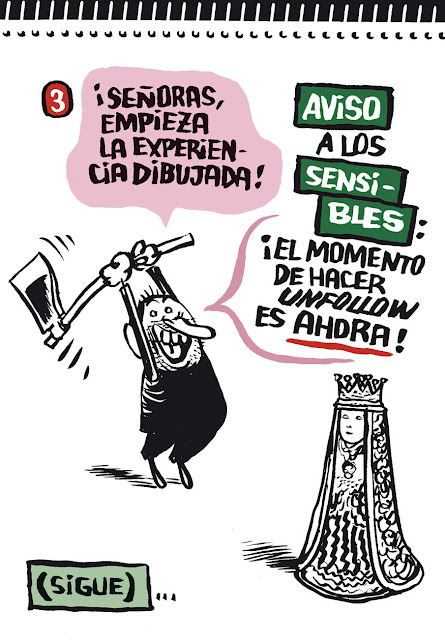 3
¡SEÑORAS,
EMPIEZA
LA EXPERIEN-
CIA DIBUJADA!
AVISO
A LOS
SENSI-
BLES:
¡EL MOMENTO
DE HACER
UNFOLLOW
ES AHORA!
(SIGUE)...